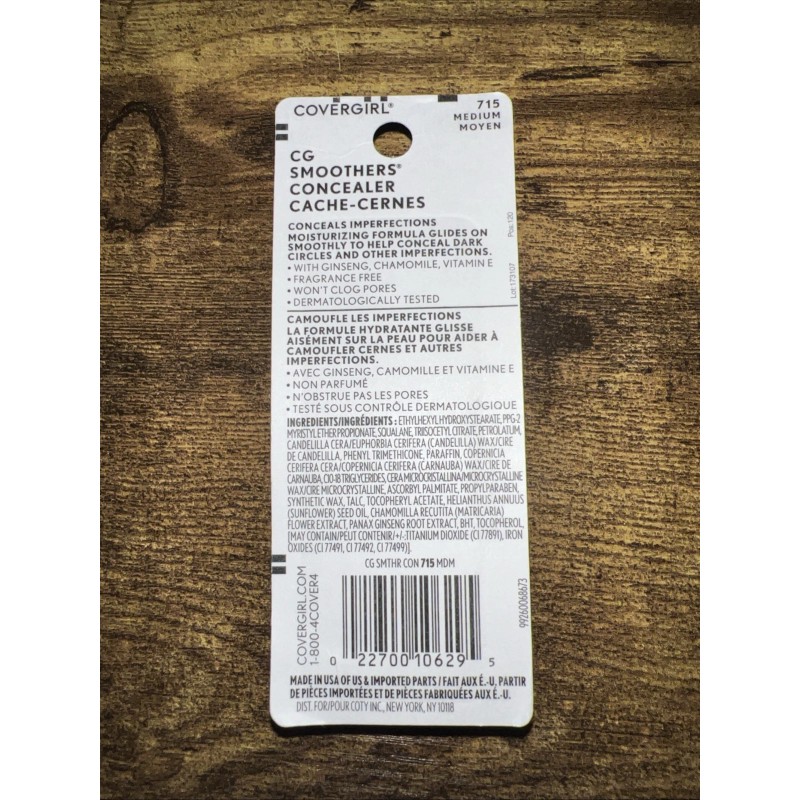 COVERGIRL®
715
MEDIUM
MOYEN
CG
SMOOTHERS®
CONCEALER
CACHE-CERNES
CONCEALS IMPERFECTIONS
MOISTURIZING FORMULA GLIDES ON
SMOOTHLY TO HELP CONCEAL DARK
CIRCLES AND OTHER IMPERFECTIONS.
• WITH GINSENG, CHAMOMILE, VITAMIN E
• FRAGRANCE FREE
• WON'T CLOG PORES
• DERMATOLOGICALLY TESTED
Lot:173107
Pos:120
CAMOUFLE LES IMPERFECTIONS
LA FORMULE HYDRATANTE GLISSE
AISÉMENT SUR LA PEAU POUR AIDER À
CAMOUFLER CERNES ET AUTRES
IMPERFECTIONS.
• AVEC GINSENG, CAMOMILLE ET VITAMINE E
• NON PARFUMÉ
• N'OBSTRUE PAS LES PORES
• TESTÉ SOUS CONTRÔLE DERMATOLOGIQUE
INGREDIENTS/INGRÉDIENTS : ETHYLHEXYL HYDROXYSTEARATE, PPG-2
MYRISTYL ETHER PROPIONATE, SQUALANE, TRIISOCETYL CITRATE, PETROLATUM,
CANDELILLA CERA/EUPHORBIA CERIFERA (CANDELILLA) WAX/CIRE
DE CANDELILLA, PHENYL TRIMETHICONE, PARAFFIN, COPERNICIA
CERIFERA CERA/COPERNICIA CERIFERA (CARNAUBA) WAX/CIRE DE
CARNAUBA, C10-18 TRIGLYCERIDES, CERA MICROCRISTALLINA/MICROCRYSTALLINE
WAX/CIRE MICROCRYSTALLINE, ASCORBYL PALMITATE, PROPYLPARABEN,
SYNTHETIC WAX, TALC, TOCOPHERYL ACETATE, HELIANTHUS ANNUUS
(SUNFLOWER) SEED OIL, CHAMOMILLA RECUTITA (MATRICARIA)
FLOWER EXTRACT, PANAX GINSENG ROOT EXTRACT, BHT, TOCOPHEROL,
[MAY CONTAIN/PEUT CONTENIR/+/-:TITANIUM DIOXIDE (CI 77891), IRON
OXIDES (CI 77491, CI 77492, CI 77499)].
CG SMTHR CON 715 MDM
COVERGIRL.COM
1-800-4COVER4
0 22700 10629 5
99260068673
MADE IN USA OF US & IMPORTED PARTS / FAIT AUX É.-U. PARTIR
DE PIÈCES IMPORTÉES ET DE PIÈCES FABRIQUÉES AUX É.-U.
DIST. FOR/POUR COTY INC., NEW YORK, NY 10118